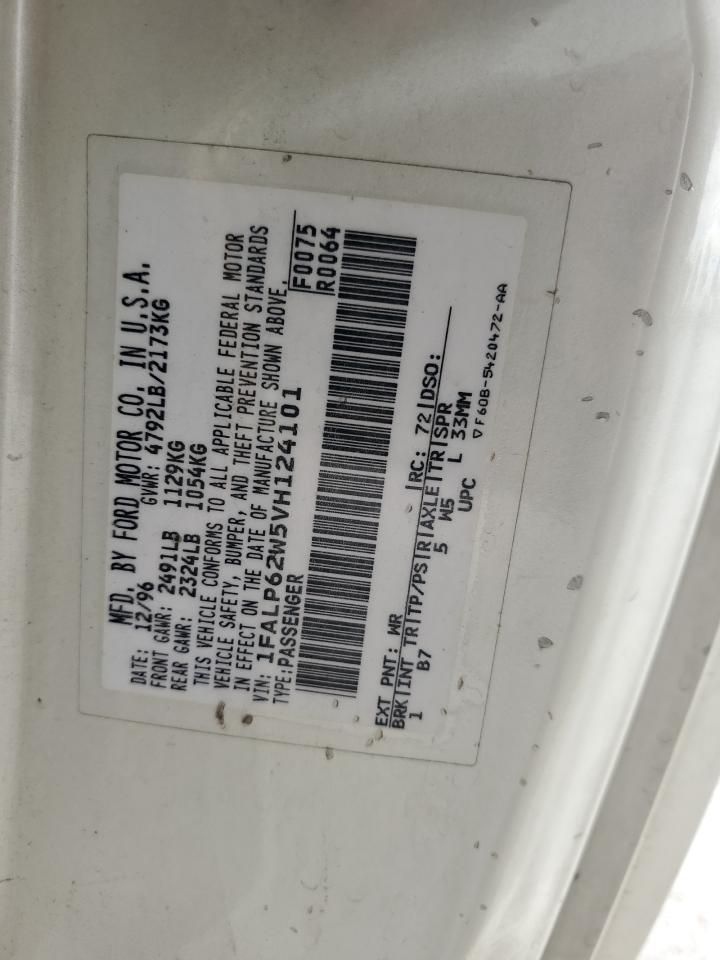 MFD. BY FORD MOTOR CO. IN U.S.A.
DATE: 12/96 GVWR: 4792LB/2173KG
FRONT GAWR: 2491LB 1129KG
REAR GAWR: 2324LB 1054KG
THIS VEHICLE CONFORMS TO ALL APPLICABLE FEDERAL MOTOR
VEHICLE SAFETY, BUMPER, AND THEFT PREVENTION STANDARDS
IN EFFECT ON THE DATE OF MANUFACTURE SHOWN ABOVE.
VIN: 1FALP62W5VH124101 F0075
TYPE: PASSENGER R0064
EXT PNT: WR RC: 72 DSO:
BRK INT TR TP/PS R AXLE TR SPR
1 B7 5 W5 L 33MM
UPC
▽F60B-5420472-AA